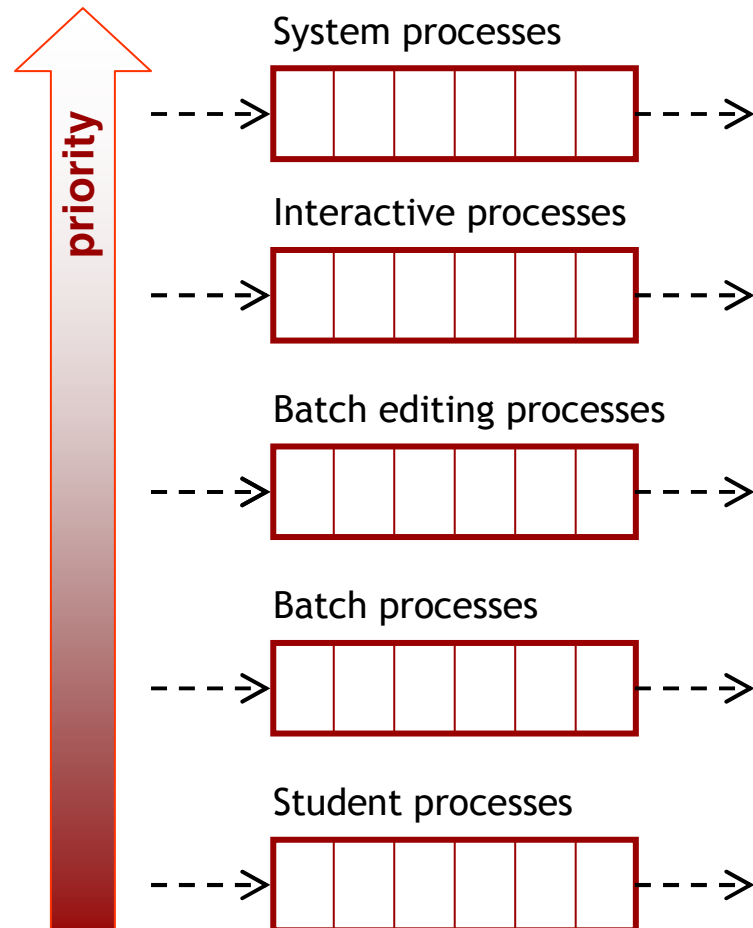 System processes
priority
Interactive processes
Batch editing processes
Batch processes
Student processes